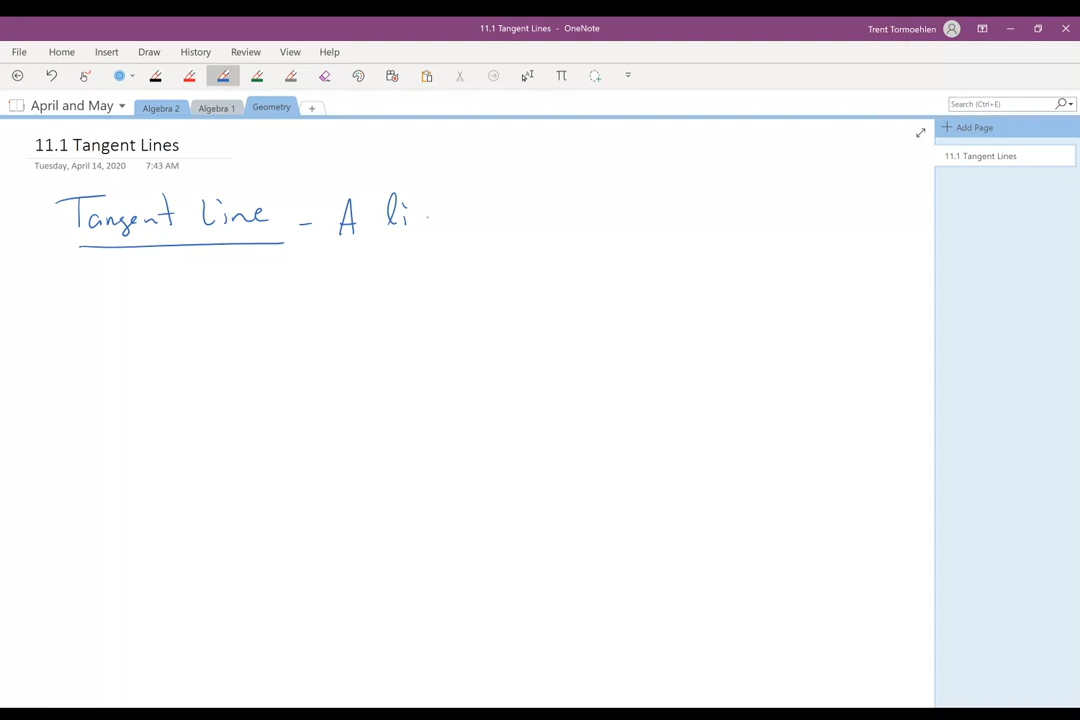 11.1 Tangent Lines - OneNote
Trent Tormoehlen
File Home Insert Draw History Review View Help
April and May
Algebra 2 Algebra 1 Geometry
Search (Ctrl+E)
11.1 Tangent Lines
Tuesday, April 14, 2020 7:43 AM
Add Page
11.1 Tangent Lines
Tangent Line - A li